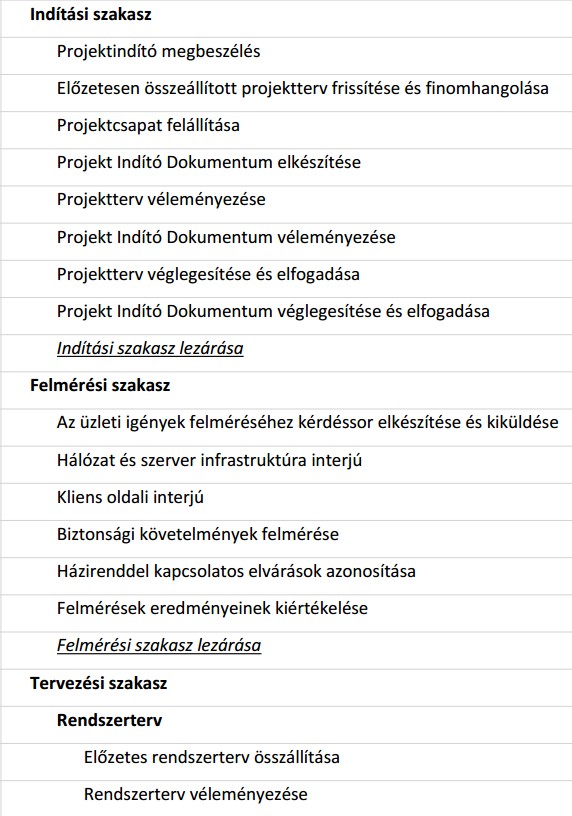 Indítási szakasz
Projektindító megbeszélés
Előzetesen összeállított projektterv frissítése és finomhangolása
Projektcsapat felállítása
Projekt Indító Dokumentum elkészítése
Projektterv véleményezése
Projekt Indító Dokumentum véleményezése
Projektterv véglegesítése és elfogadása
Projekt Indító Dokumentum véglegesítése és elfogadása
Indítási szakasz lezárása
Felmérési szakasz
Az üzleti igények felméréséhez kérdéssor elkészítése és kiküldése
Hálózat és szerver infrastruktúra interjú
Kliens oldali interjú
Biztonsági követelmények felmérése
Házirenddel kapcsolatos elvárások azonosítása
Felmérések eredményeinek kiértékelése
Felmérési szakasz lezárása
Tervezési szakasz
Rendszerterv
Előzetes rendszerterv összállítása
Rendszerterv véleményezése